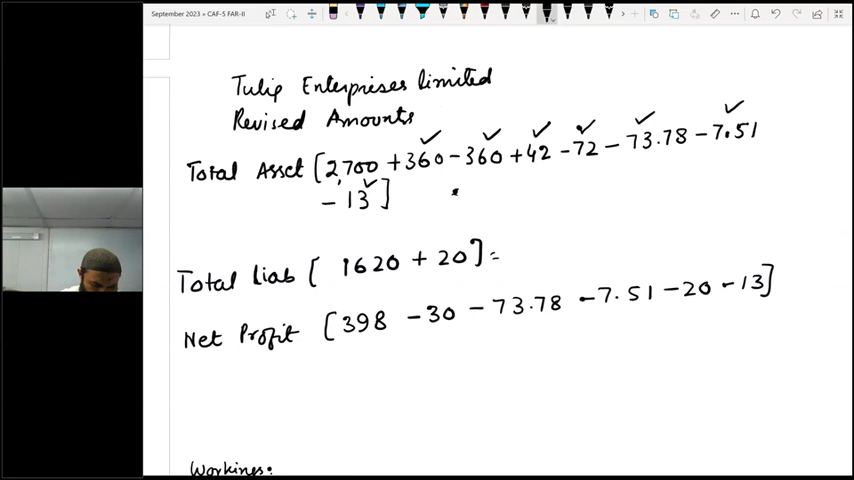 September 2023 » CAF-5 FAR-II
Tulip Enterprises limited
Revised Amounts
Total Asset [2,700 +360 -360 +42 -72 -73.78 -7.51
-13]
Total Liab [ 1620 + 20] =
Net Profit [398 -30 -73.78 -7.51 -20 -13]
Workings: